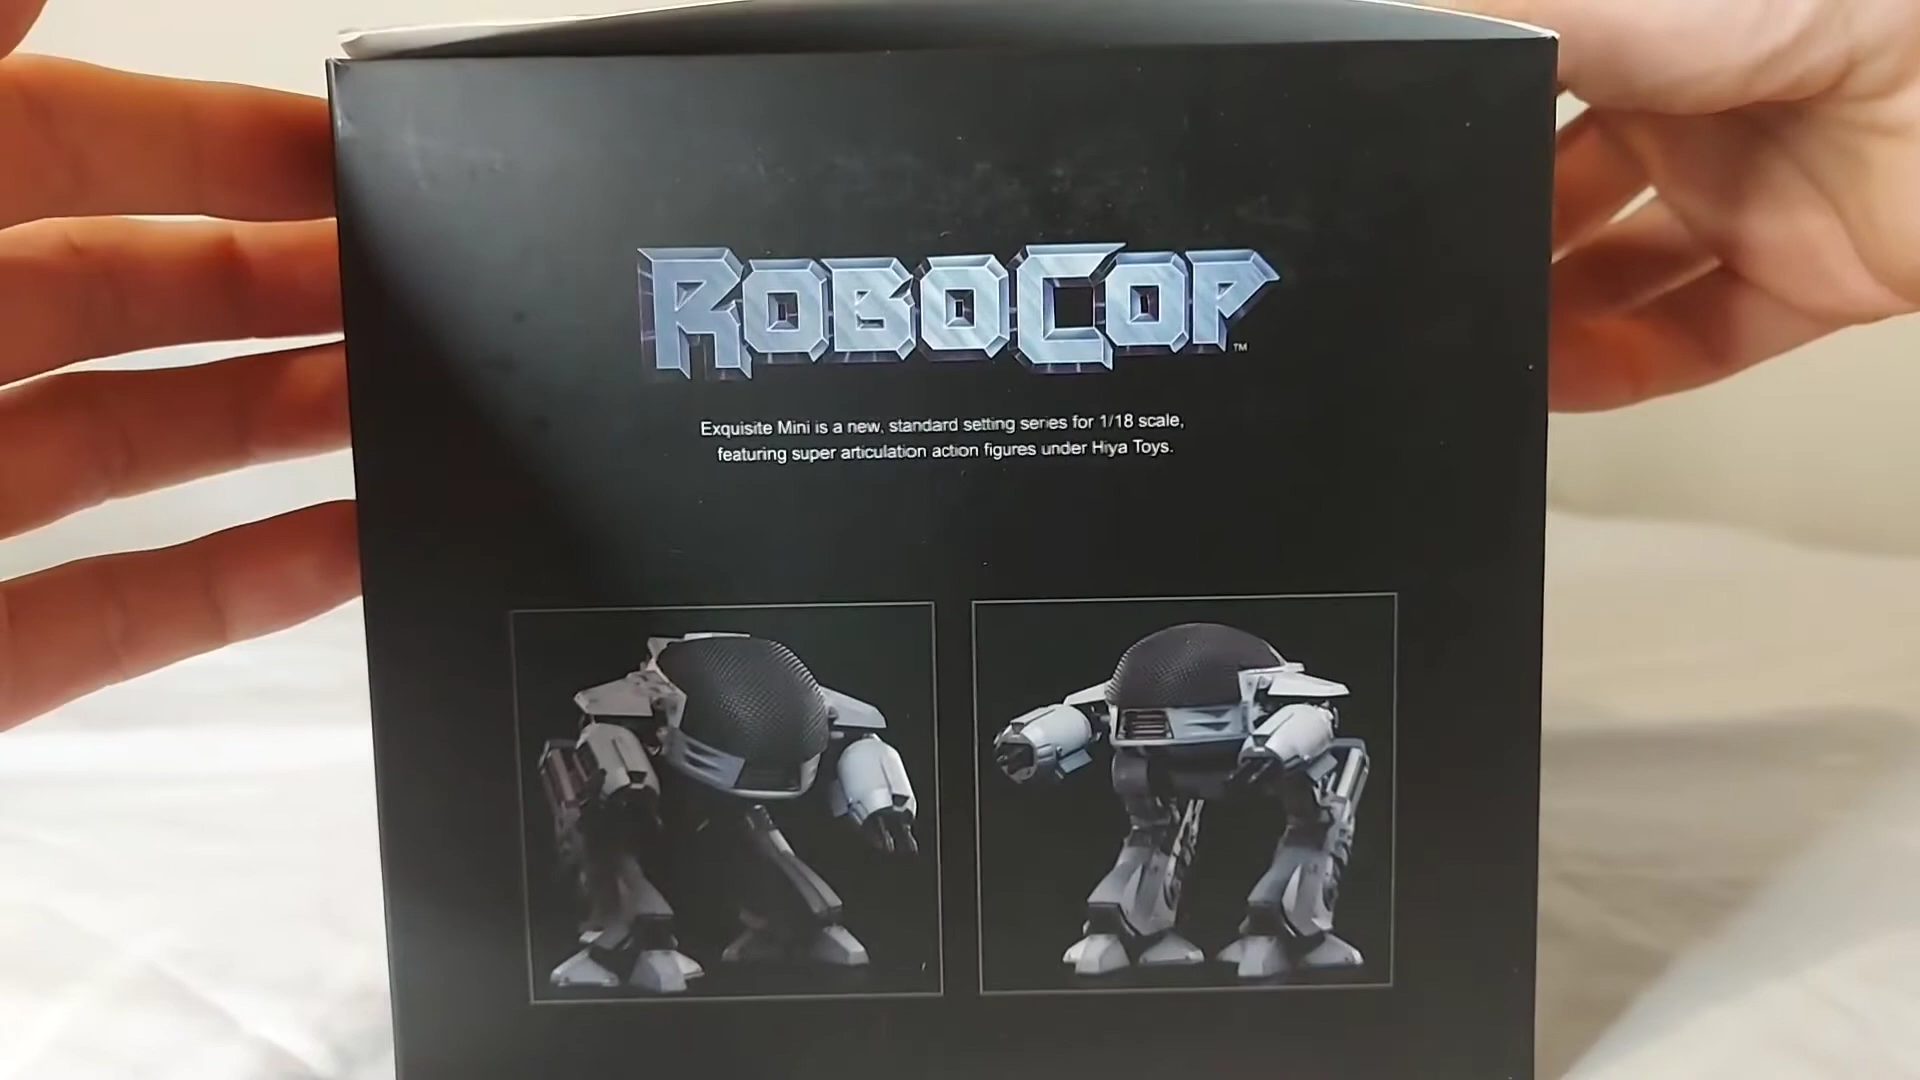 ROBOCOP™
Exquisite Mini is a new, standard setting series for 1/18 scale,
featuring super articulation action figures under Hiya Toys.